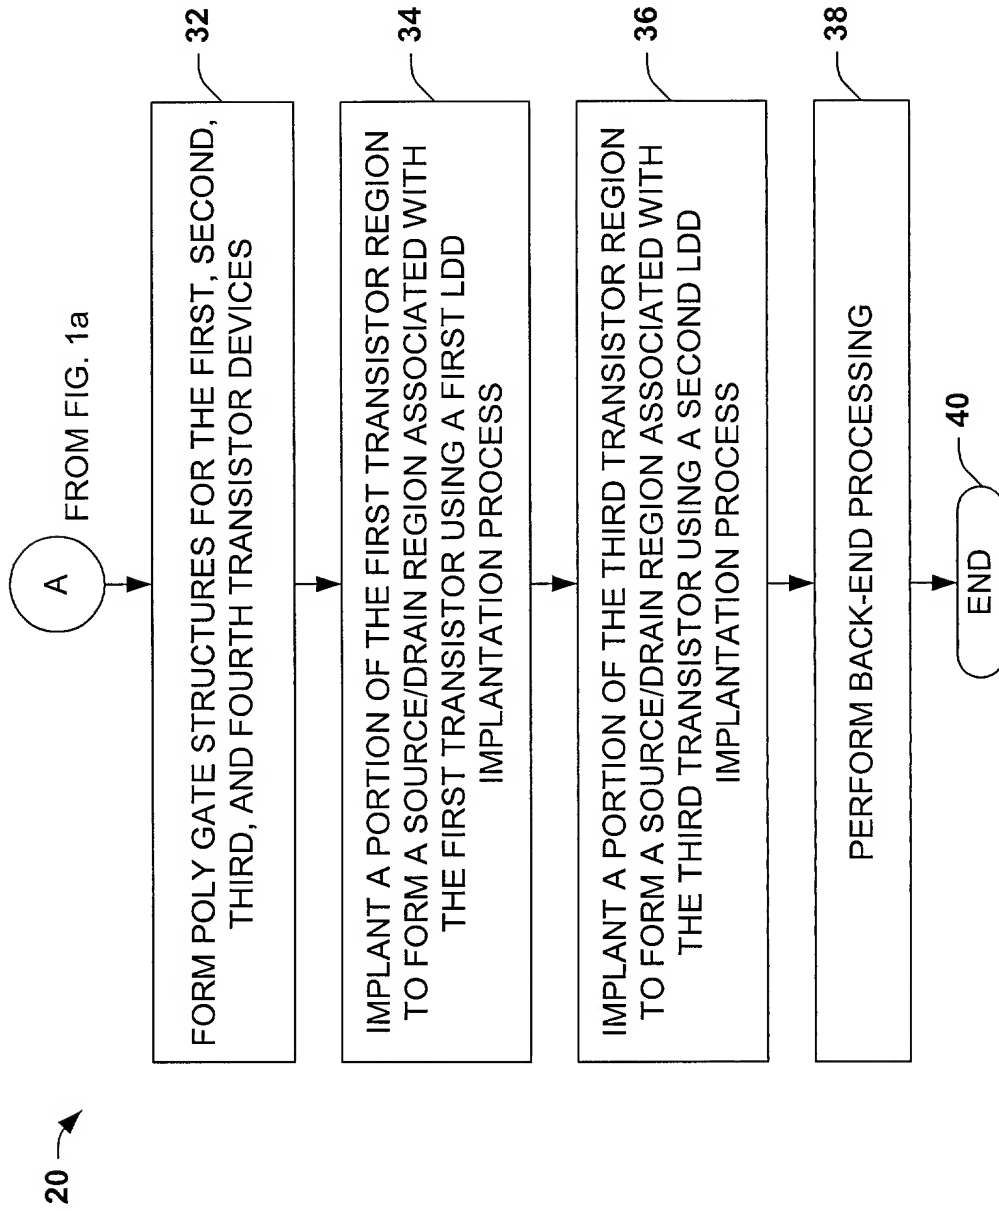 20
A
FROM FIG. 1a
32
FORM POLY GATE STRUCTURES FOR THE FIRST, SECOND,
THIRD, AND FOURTH TRANSISTOR DEVICES
34
IMPLANT A PORTION OF THE FIRST TRANSISTOR REGION
TO FORM A SOURCE/DRAIN REGION ASSOCIATED WITH
THE FIRST TRANSISTOR USING A FIRST LDD
IMPLANTATION PROCESS
36
IMPLANT A PORTION OF THE THIRD TRANSISTOR REGION
TO FORM A SOURCE/DRAIN REGION ASSOCIATED WITH
THE THIRD TRANSISTOR USING A SECOND LDD
IMPLANTATION PROCESS
38
PERFORM BACK-END PROCESSING
40
END